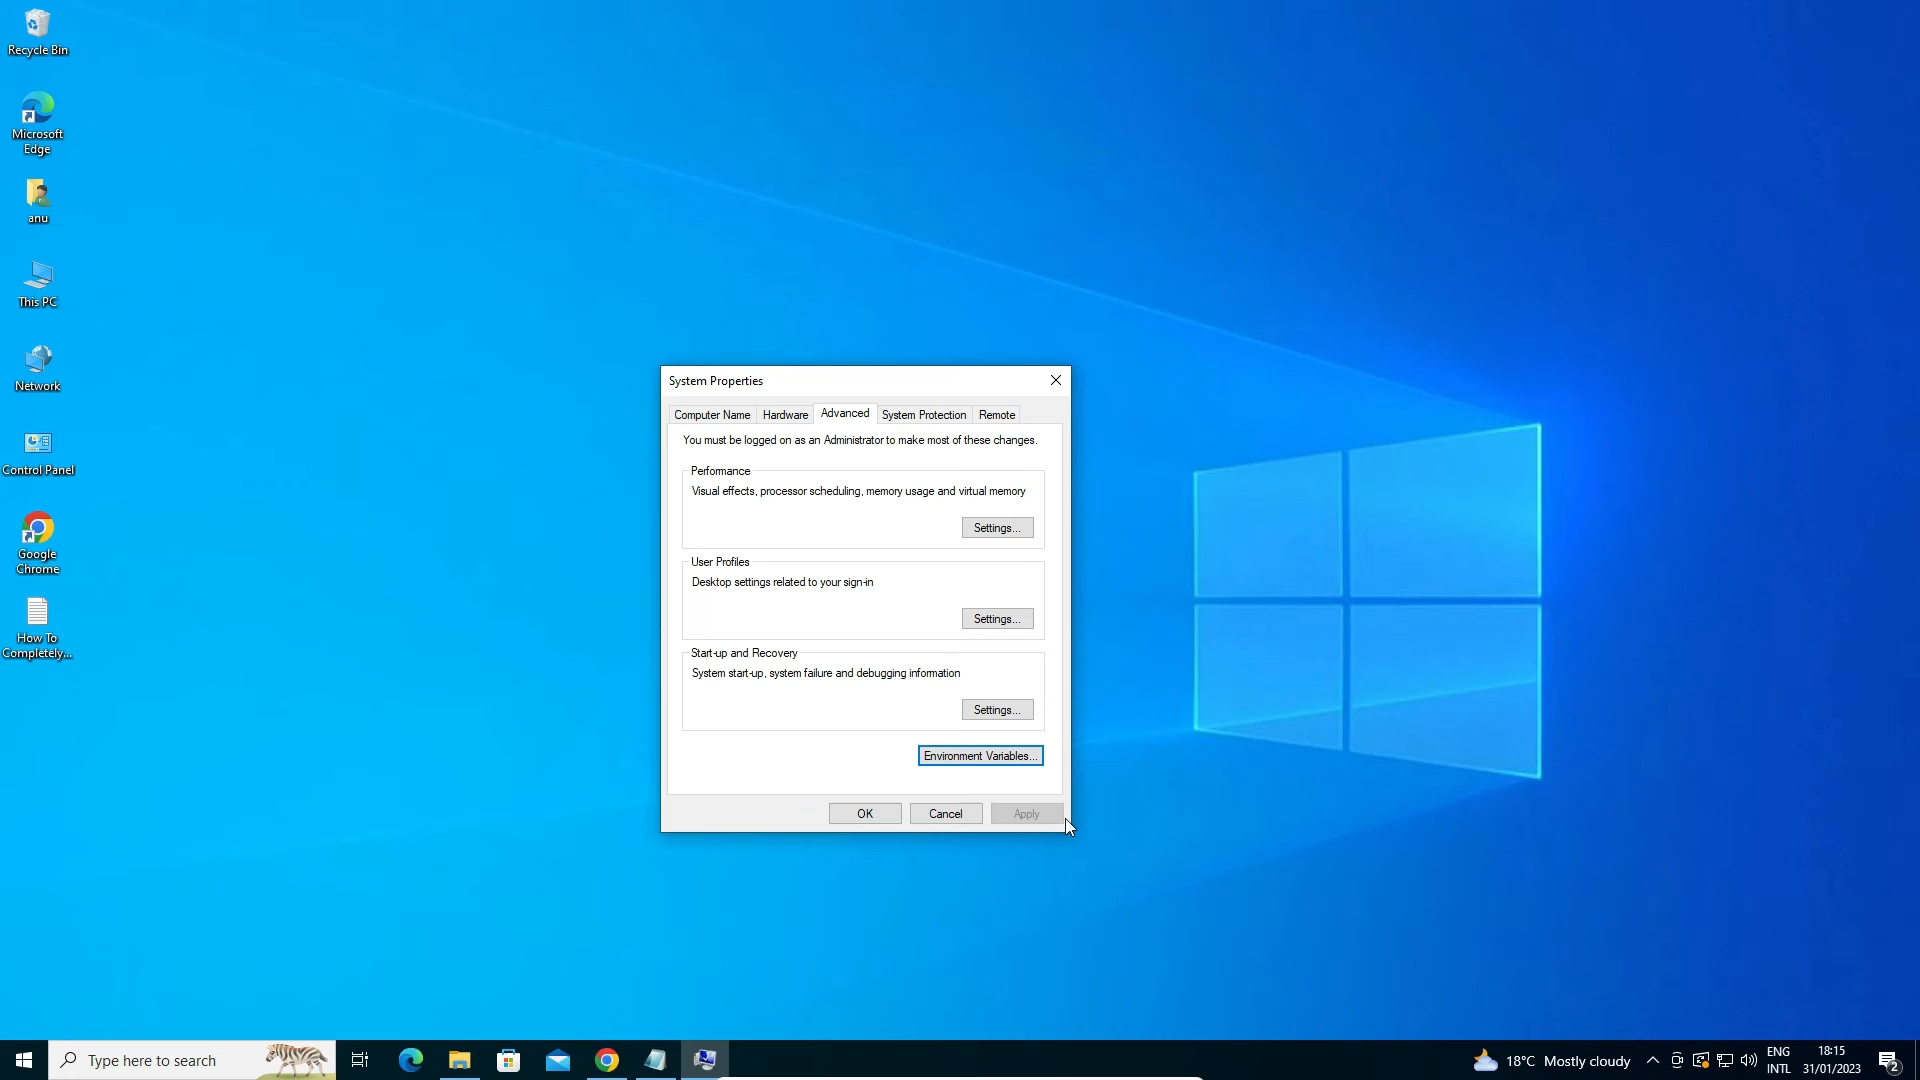 Recycle Bin
Microsoft
Edge
anu
This PC
Network
Control Panel
Google
Chrome
How To
Completely...
System Properties
Computer Name Hardware Advanced System Protection Remote
You must be logged on as an Administrator to make most of these changes.
Performance
Visual effects, processor scheduling, memory usage and virtual memory
Settings...
User Profiles
Desktop settings related to your sign-in
Settings...
Start-up and Recovery
System start-up, system failure and debugging information
Settings...
Environment Variables...
OK Cancel Apply
Type here to search
18°C Mostly cloudy
ENG
INTL
18:15
31/01/2023
2